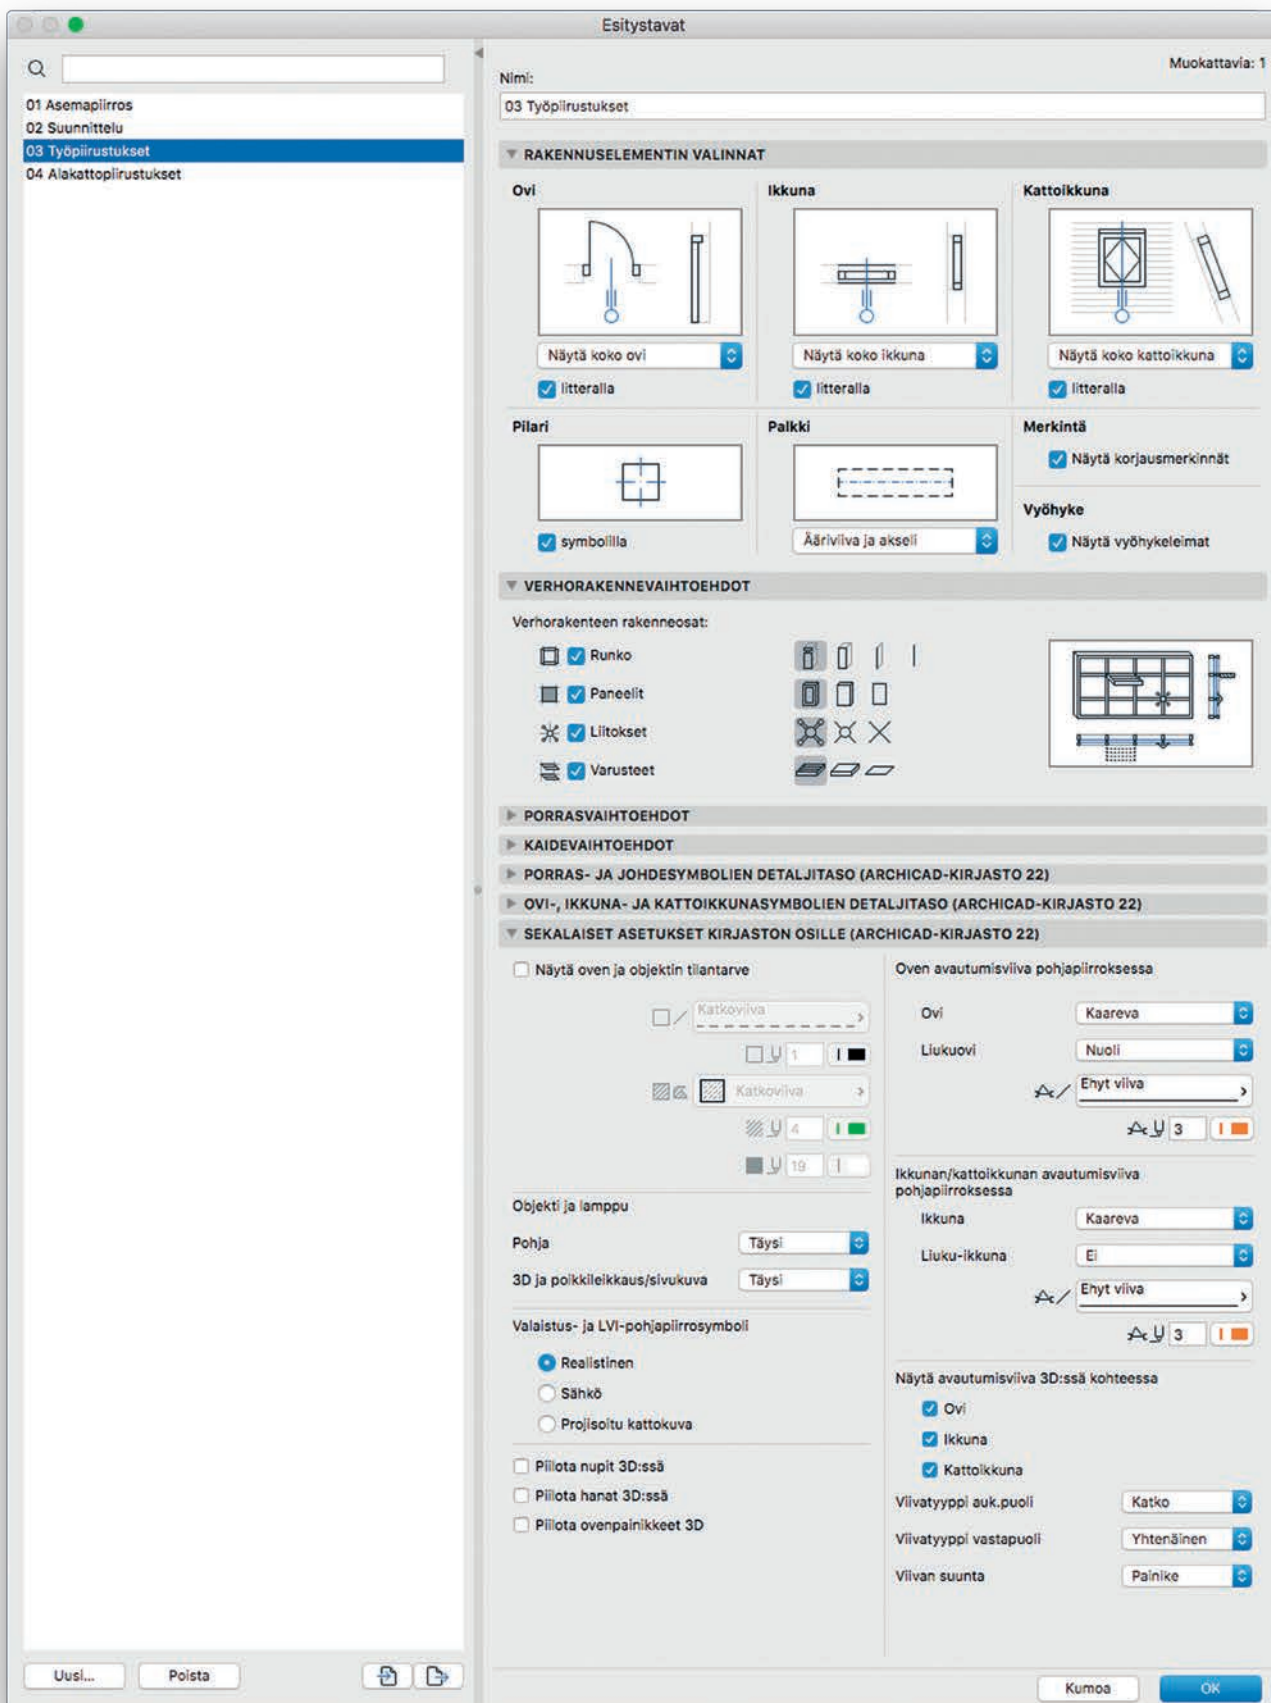 Esitystavat
01 Asemapiirros
02 Suunnittelu
03 Työpiirustukset
04 Alakattopiirustukset
Uusi...
Poista
Muokattavia: 1
Nimi:
03 Työpiirustukset
RAKENNUSELEMENTIN VALINNAT
Ovi
Ikkuna
Kattoikkuna
Näytä koko ovi
Näytä koko ikkuna
Näytä koko kattoikkuna
litteralla
litteralla
litteralla
Pilari
Palkki
Merkintä
Näytä korjausmerkinnät
Vyöhyke
symbolilla
Ääriviiva ja akseli
Näytä vyöhykeleimat
VERHORAKENNEVAIHTOEHDOT
Verhorakenteen rakenneosat:
Runko
Paneelit
Liitokset
Varusteet
PORRASVAIHTOEHDOT
KAIDEVAIHTOEHDOT
PORRAS- JA JOHDESYMBOLIEN DETALJITASO (ARCHICAD-KIRJASTO 22)
OVI-, IKKUNA- JA KATTOIKKUNASYMBOLIEN DETALJITASO (ARCHICAD-KIRJASTO 22)
SEKALAISET ASETUKSET KIRJASTON OSILLE (ARCHICAD-KIRJASTO 22)
Näytä oven ja objektin tilantarve
Katkoviiva
1
Katkoviiva
4
19
Objekti ja lamppu
Pohja
Täysi
3D ja poikkileikkaus/sivukuva
Täysi
Valaistus- ja LVI-pohjapiirrosymboli
Realistinen
Sähkö
Projisoitu kattokuva
Piilota nupit 3D:ssä
Piilota hanat 3D:ssä
Piilota ovenpainikkeet 3D
Oven avautumisviiva pohjapiirroksessa
Ovi
Kaareva
Liukuovi
Nuoli
Ehyt viiva
3
Ikkunan/kattoikkunan avautumisviiva
pohjapiirroksessa
Ikkuna
Kaareva
Liuku-ikkuna
Ei
Ehyt viiva
3
Näytä avautumisviiva 3D:ssä kohteessa
Ovi
Ikkuna
Kattoikkuna
Viivatyyppi auk.puoli
Katko
Viivatyyppi vastapuoli
Yhtenäinen
Viivan suunta
Painike
Kumoa
OK